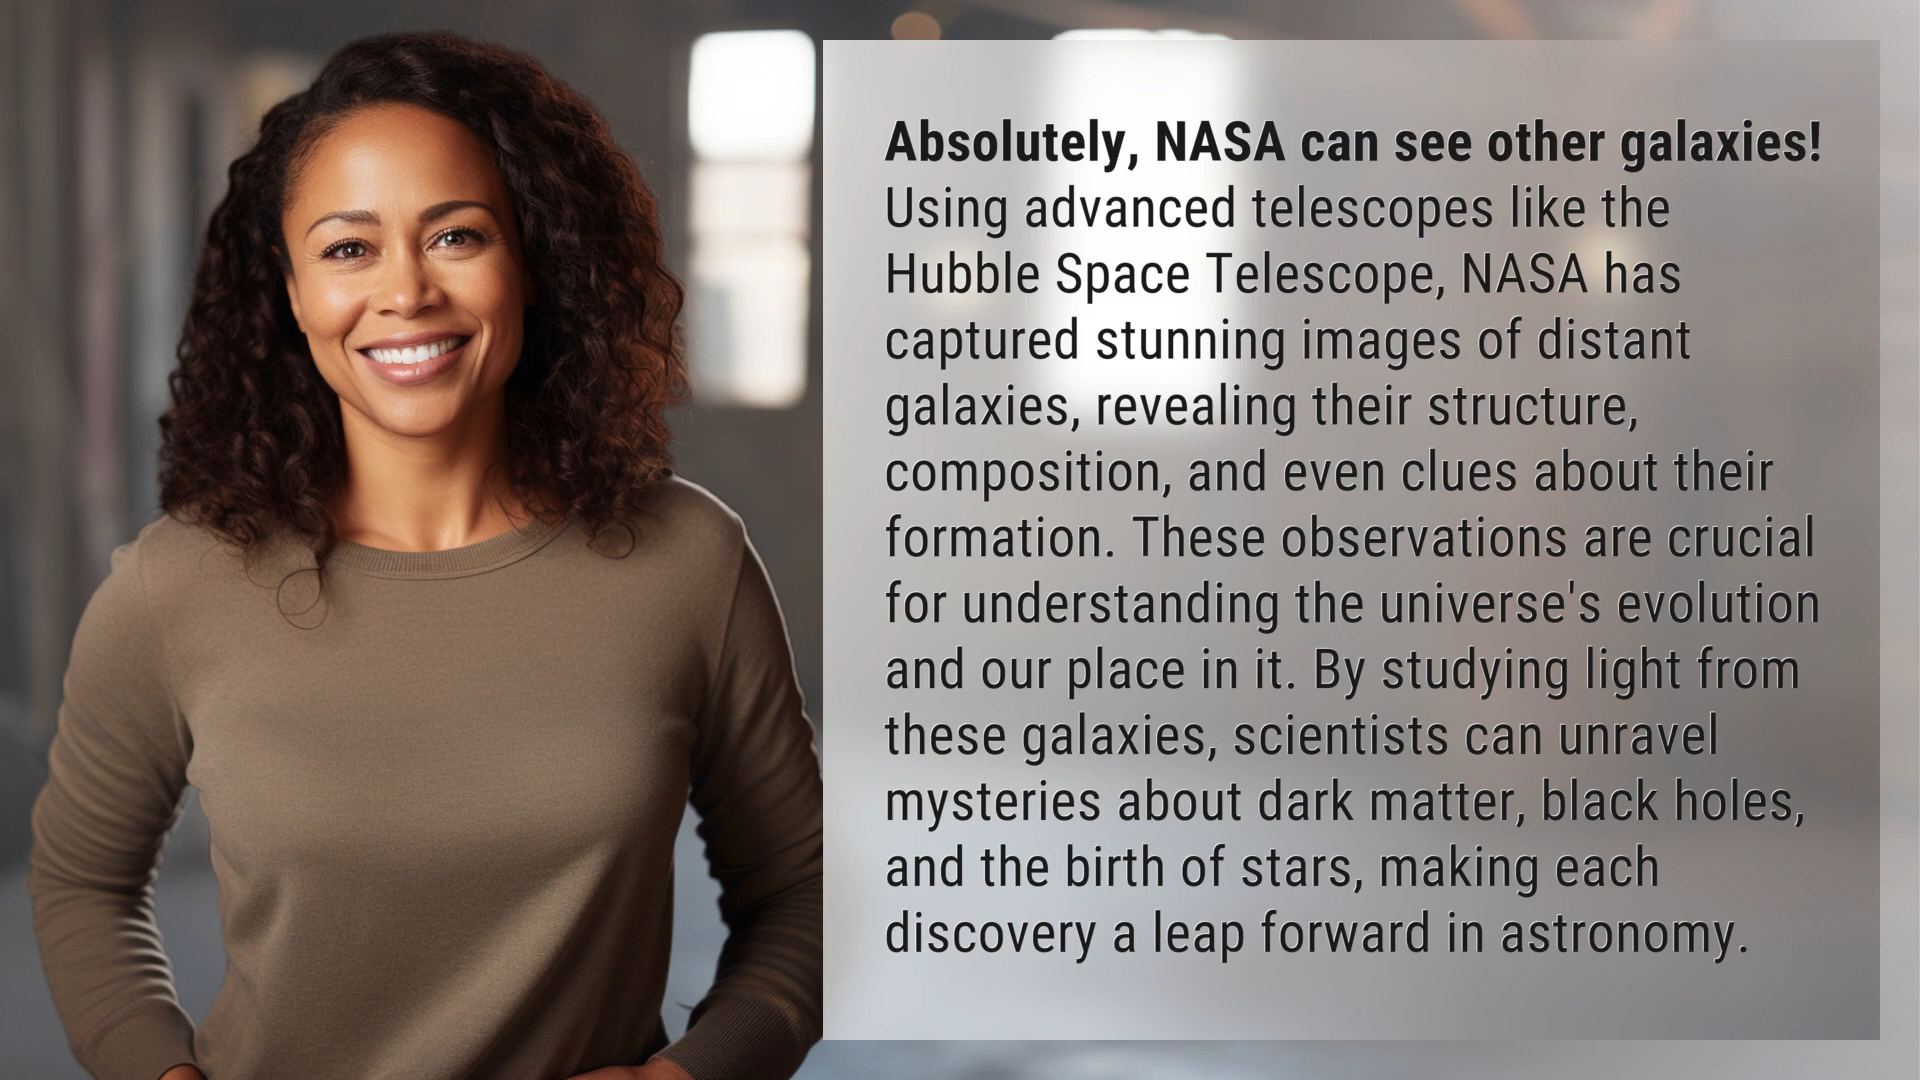 Absolutely, NASA can see other galaxies!
Using advanced telescopes like the
Hubble Space Telescope, NASA has
captured stunning images of distant
galaxies, revealing their structure,
composition, and even clues about their
formation. These observations are crucial
for understanding the universe's evolution
and our place in it. By studying light from
these galaxies, scientists can unravel
mysteries about dark matter, black holes,
and the birth of stars, making each
discovery a leap forward in astronomy.